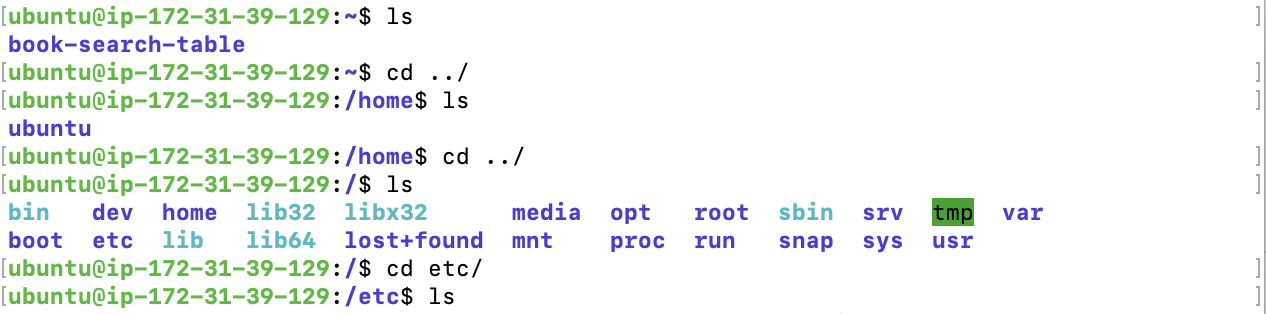 [ubuntu@ip-172-31-39-129:~$ ls ]
book-search-table
[ubuntu@ip-172-31-39-129:~$ cd ../ ]
[ubuntu@ip-172-31-39-129:/home$ ls ]
ubuntu
[ubuntu@ip-172-31-39-129:/home$ cd ../ ]
[ubuntu@ip-172-31-39-129:/$ ls ]
bin dev home lib32 libx32 media opt root sbin srv tmp var
boot etc lib lib64 lost+found mnt proc run snap sys usr
[ubuntu@ip-172-31-39-129:/$ cd etc/ ]
[ubuntu@ip-172-31-39-129:/etc$ ls ]